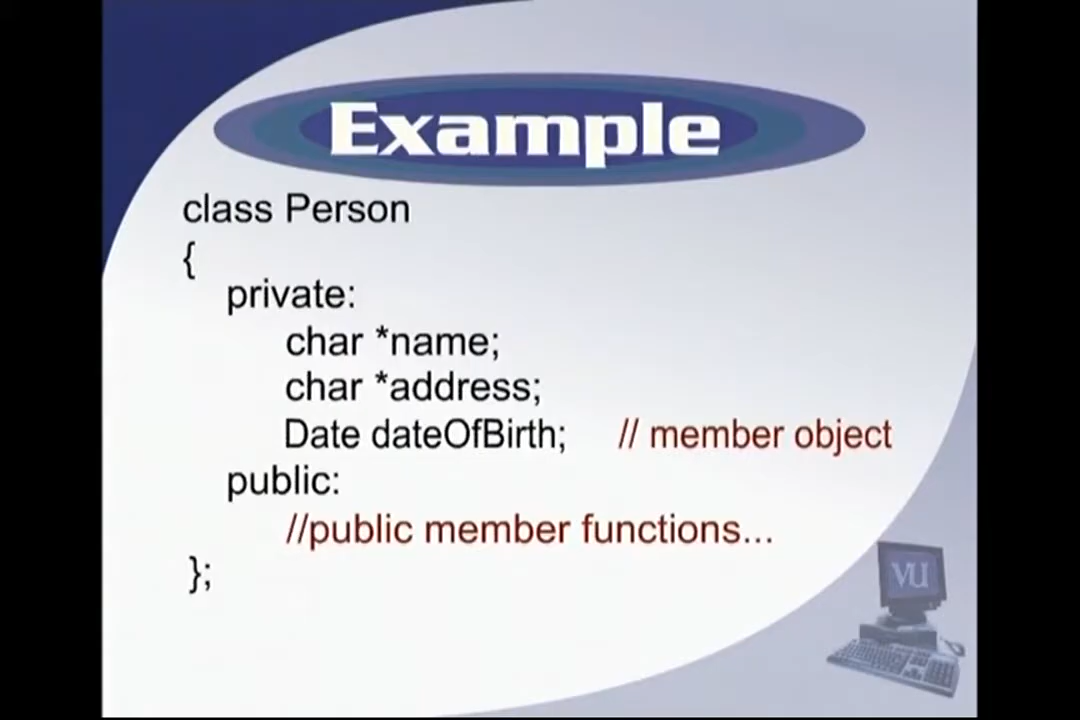 Example
class Person
{
private:
char *name;
char *address;
Date dateOfBirth; // member object
public:
//public member functions...
};
VU